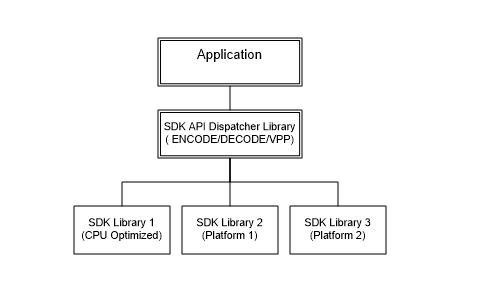 Application
SDK API Dispatcher Library
( ENCODE/DECODE/VPP)
SDK Library 1
(CPU Optimized)
SDK Library 2
(Platform 1)
SDK Library 3
(Platform 2)